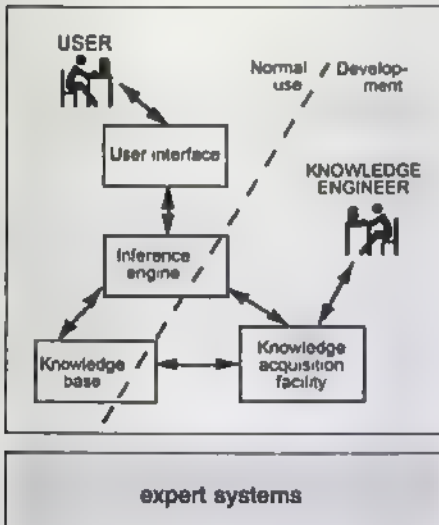 USER
Normal / Develop-
use ment
User interface
KNOWLEDGE
ENGINEER
Inference
engine
Knowledge
base
Knowledge
acquisition
facility
expert systems